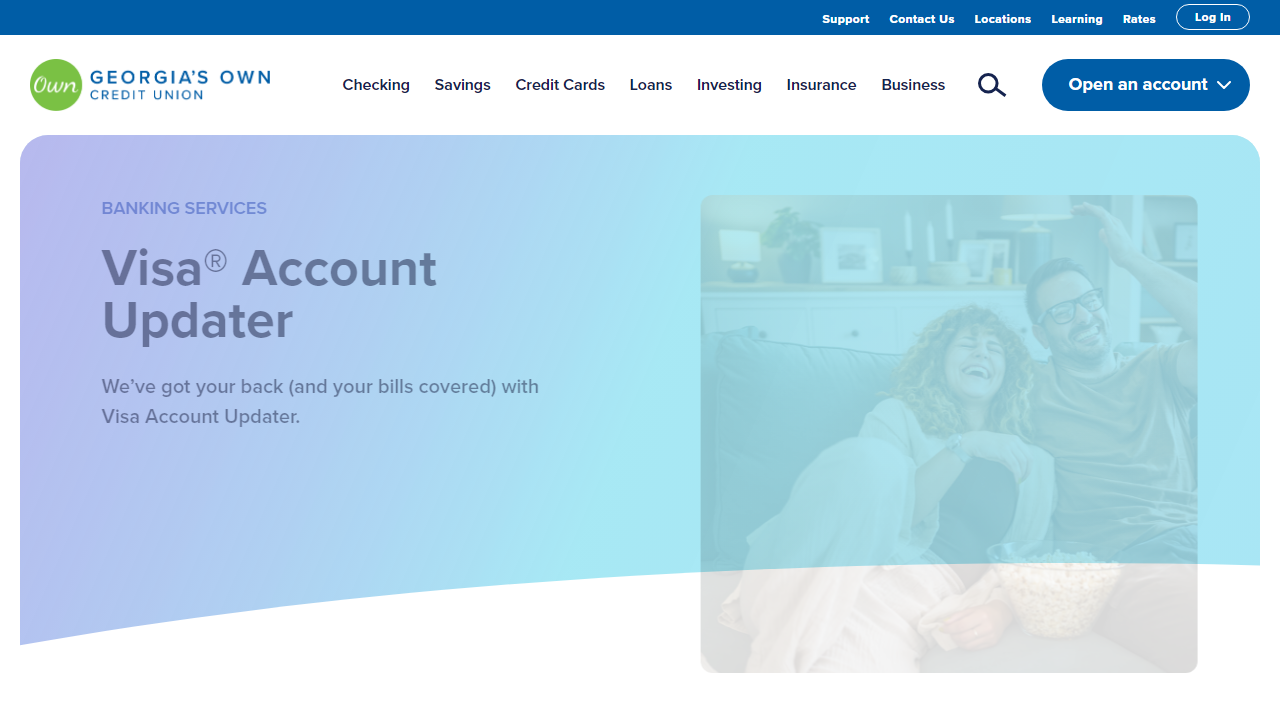 Support Contact Us Locations Learning Rates Log In
Own GEORGIA'S OWN
CREDIT UNION
Checking Savings Credit Cards Loans Investing Insurance Business Open an account
BANKING SERVICES
Visa® Account
Updater
We've got your back (and your bills covered) with
Visa Account Updater.